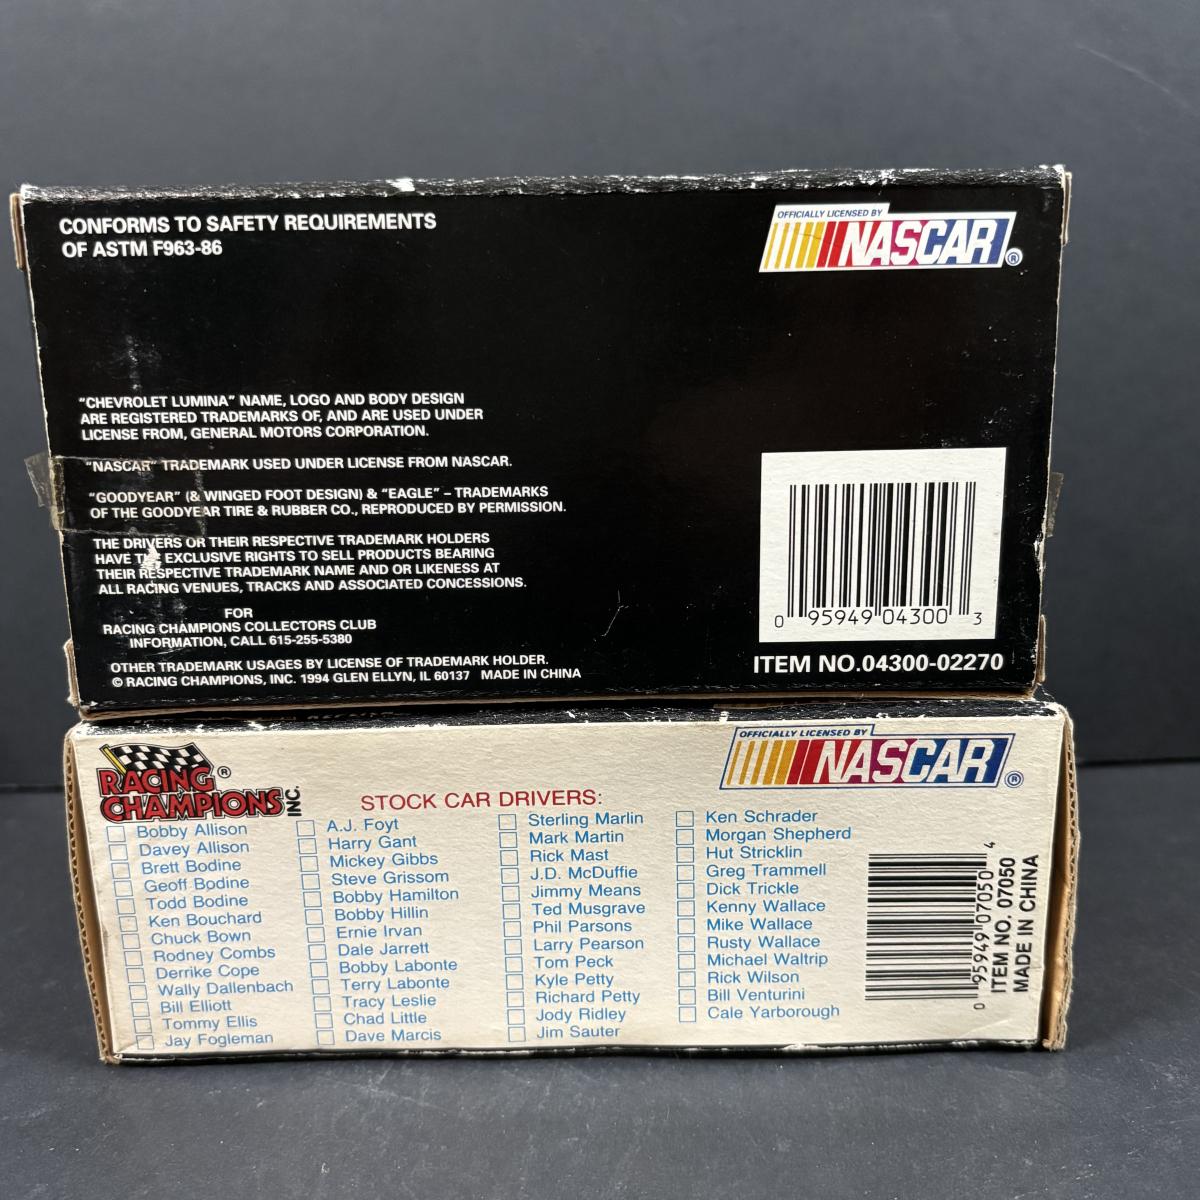 CONFORMS TO SAFETY REQUIREMENTS
OF ASTM F963-86
OFFICIALLY LICENSED BY
NASCAR®
"CHEVROLET LUMINA" NAME, LOGO AND BODY DESIGN
ARE REGISTERED TRADEMARKS OF, AND ARE USED UNDER
LICENSE FROM, GENERAL MOTORS CORPORATION.
"NASCAR" TRADEMARK USED UNDER LICENSE FROM NASCAR.
"GOODYEAR" (& WINGED FOOT DESIGN) & "EAGLE" – TRADEMARKS
OF THE GOODYEAR TIRE & RUBBER CO., REPRODUCED BY PERMISSION.
THE DRIVERS OR THEIR RESPECTIVE TRADEMARK HOLDERS
HAVE THE EXCLUSIVE RIGHTS TO SELL PRODUCTS BEARING
THEIR RESPECTIVE TRADEMARK NAME AND OR LIKENESS AT
ALL RACING VENUES, TRACKS AND ASSOCIATED CONCESSIONS.
FOR
RACING CHAMPIONS COLLECTORS CLUB
INFORMATION, CALL 615-255-5380
OTHER TRADEMARK USAGES BY LICENSE OF TRADEMARK HOLDER.
© RACING CHAMPIONS, INC. 1994 GLEN ELLYN, IL 60137 MADE IN CHINA
0 95949 04300 3
ITEM NO.04300-02270
RACING®
CHAMPIONS INC.
OFFICIALLY LICENSED BY
NASCAR®
STOCK CAR DRIVERS:
Bobby Allison
Davey Allison
Brett Bodine
Geoff Bodine
Todd Bodine
Ken Bouchard
Chuck Bown
Rodney Combs
Derrike Cope
Wally Dallenbach
Bill Elliott
Tommy Ellis
Jay Fogleman
A.J. Foyt
Harry Gant
Mickey Gibbs
Steve Grissom
Bobby Hamilton
Bobby Hillin
Ernie Irvan
Dale Jarrett
Bobby Labonte
Terry Labonte
Tracy Leslie
Chad Little
Dave Marcis
Sterling Marlin
Mark Martin
Rick Mast
J.D. McDuffie
Jimmy Means
Ted Musgrave
Phil Parsons
Larry Pearson
Tom Peck
Kyle Petty
Richard Petty
Jody Ridley
Jim Sauter
Ken Schrader
Morgan Shepherd
Hut Stricklin
Greg Trammell
Dick Trickle
Kenny Wallace
Mike Wallace
Rusty Wallace
Michael Waltrip
Rick Wilson
Bill Venturini
Cale Yarborough
0 95949 07050 4
ITEM NO. 07050
MADE IN CHINA